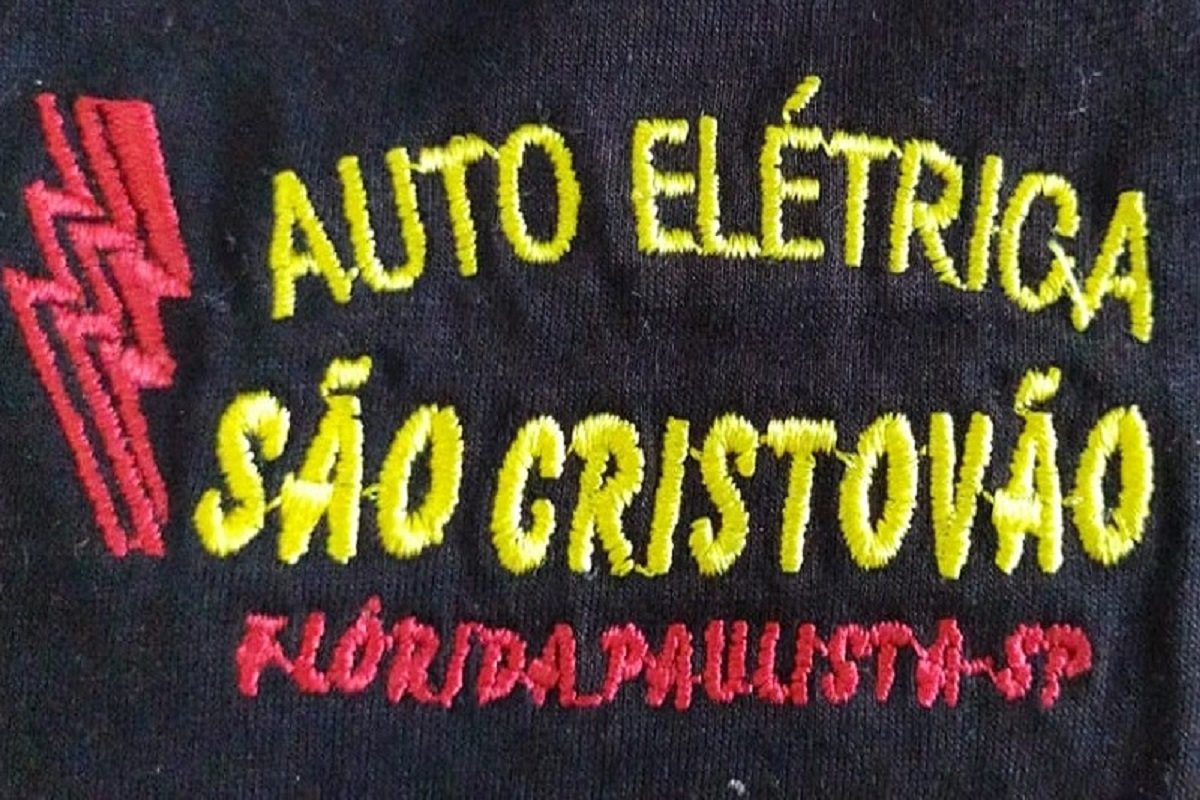 AUTO ELÉTRICA
SÃO CRISTOVÃO
FLÓRIDA PAULISTA-SP